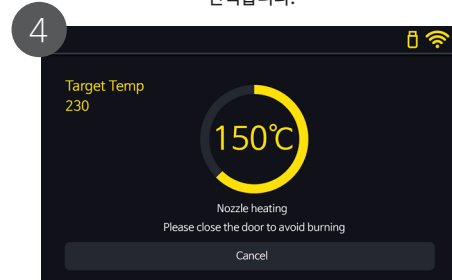 4
Target Temp
230
150℃
Nozzle heating
Please close the door to avoid burning
Cancel